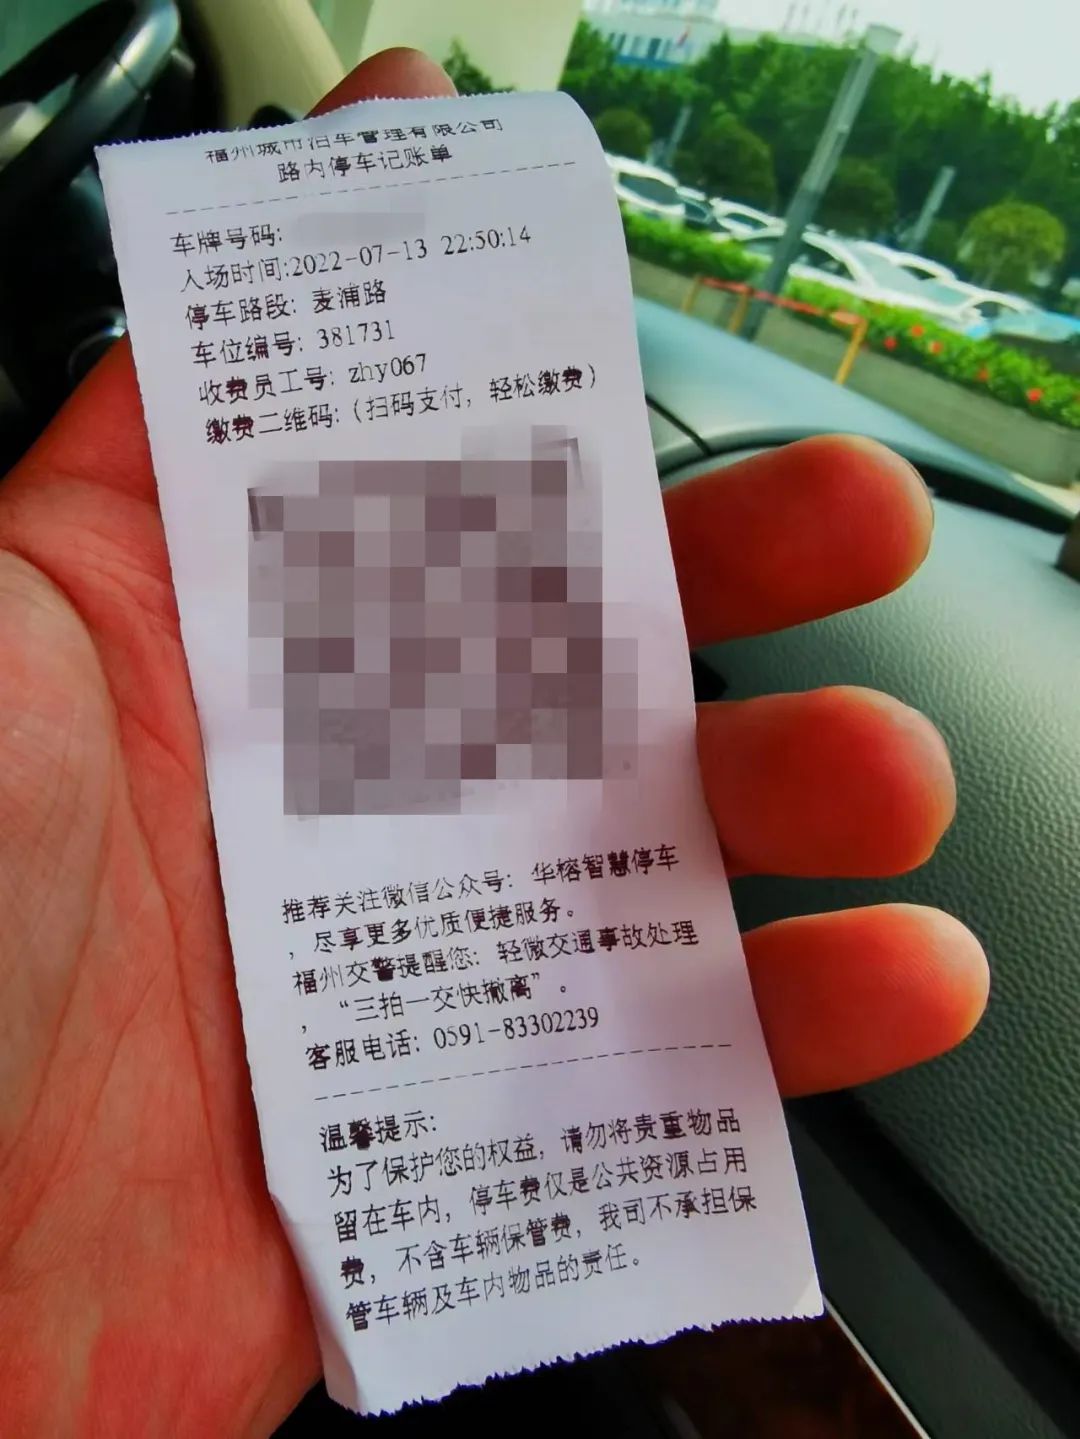 福州城市泊车管理有限公司
路内停车记账单
车牌号码:
入场时间:2022-07-13 22:50:14
停车路段: 麦浦路
车位编号: 381731
收费员工号: zhy067
缴费二维码:(扫码支付, 轻松缴费)
推荐关注微信公众号: 华榕智慧停车
, 尽享更多优质便捷服务。
福州交警提醒您: 轻微交通事故处理
, “三拍一交快撤离”。
客服电话: 0591-83302239
温馨提示:
为了保护您的权益, 请勿将贵重物品
留在车内, 停车费仅是公共资源占用
费, 不含车辆保管费, 我司不承担保
管车辆及车内物品的责任。